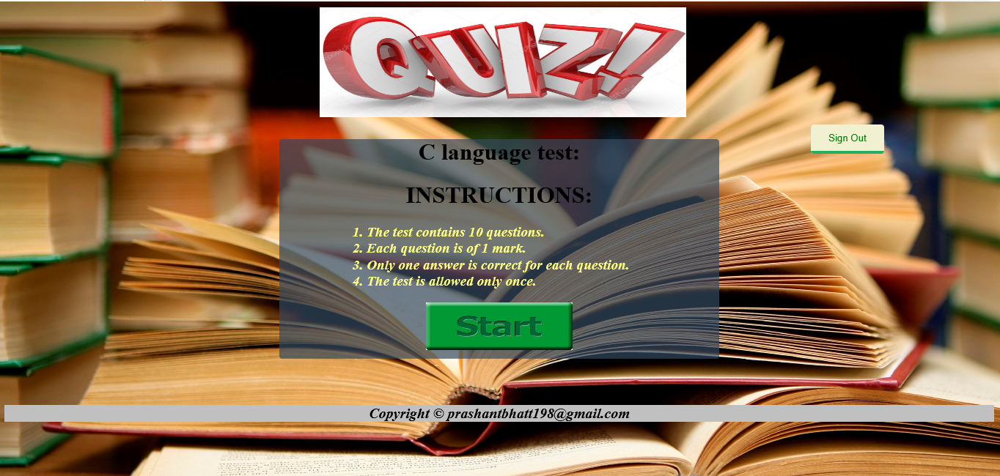 QUIZ!
Sign Out
C language test:
INSTRUCTIONS:
1. The test contains 10 questions.
2. Each question is of 1 mark.
3. Only one answer is correct for each question.
4. The test is allowed only once.
Start
Copyright © prashantbhatt198@gmail.com